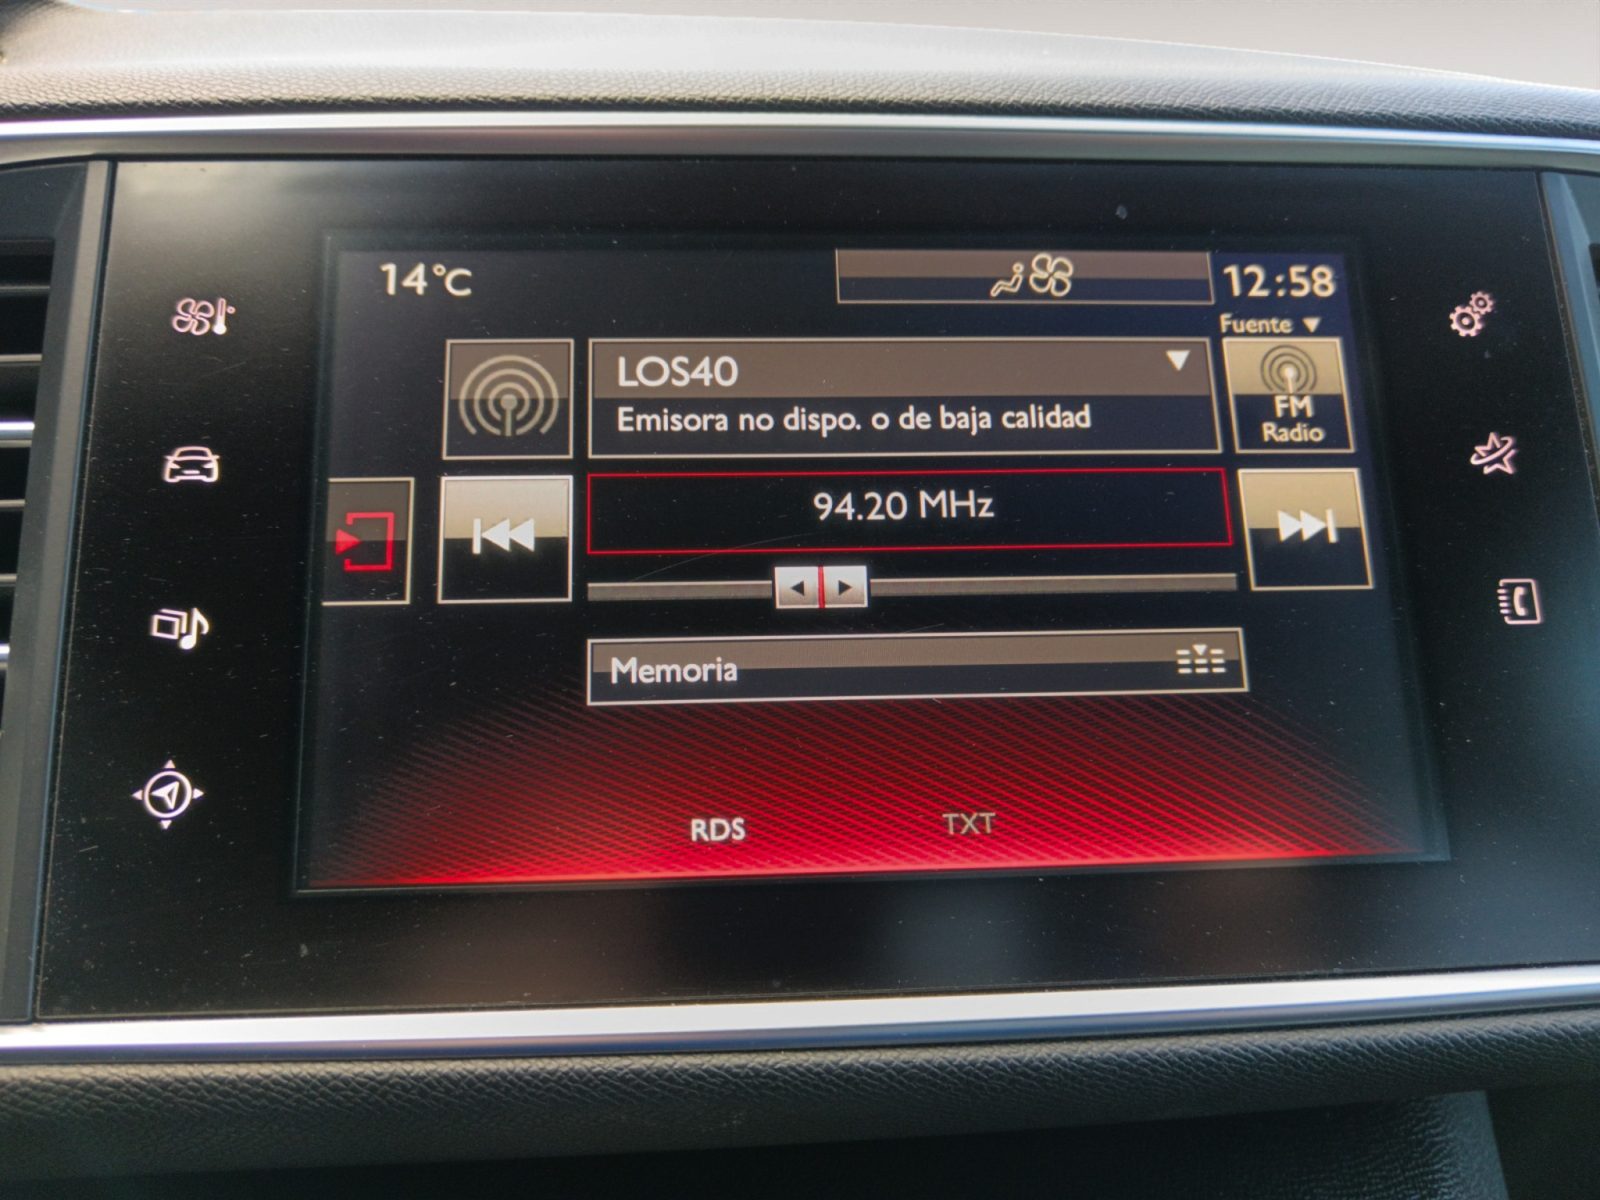 14°C
12:58
Fuente
LOS40
Emisora no dispo. o de baja calidad
FM
Radio
94.20 MHz
Memoria
RDS
TXT